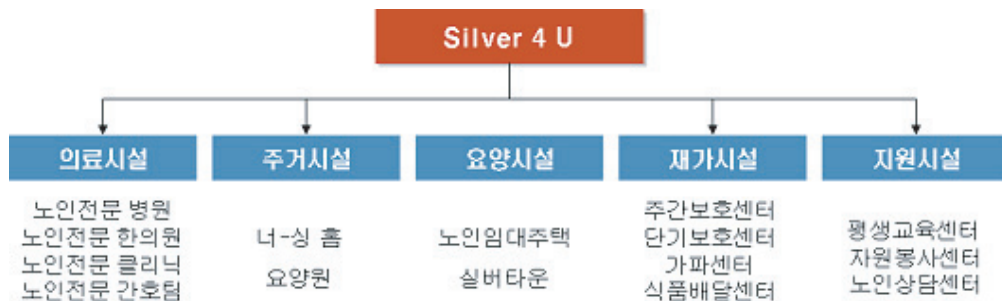 Silver 4 U
의료시설
노인전문 병원
노인전문 한의원
노인전문 클리닉
노인전문 간호팀
주거시설
너-싱 홈
요양원
요양시설
노인임대주택
실버타운
재가시설
주간보호센터
단기보호센터
가파센터
식품배달센터
지원시설
평생교육센터
자원봉사센터
노인상담센터